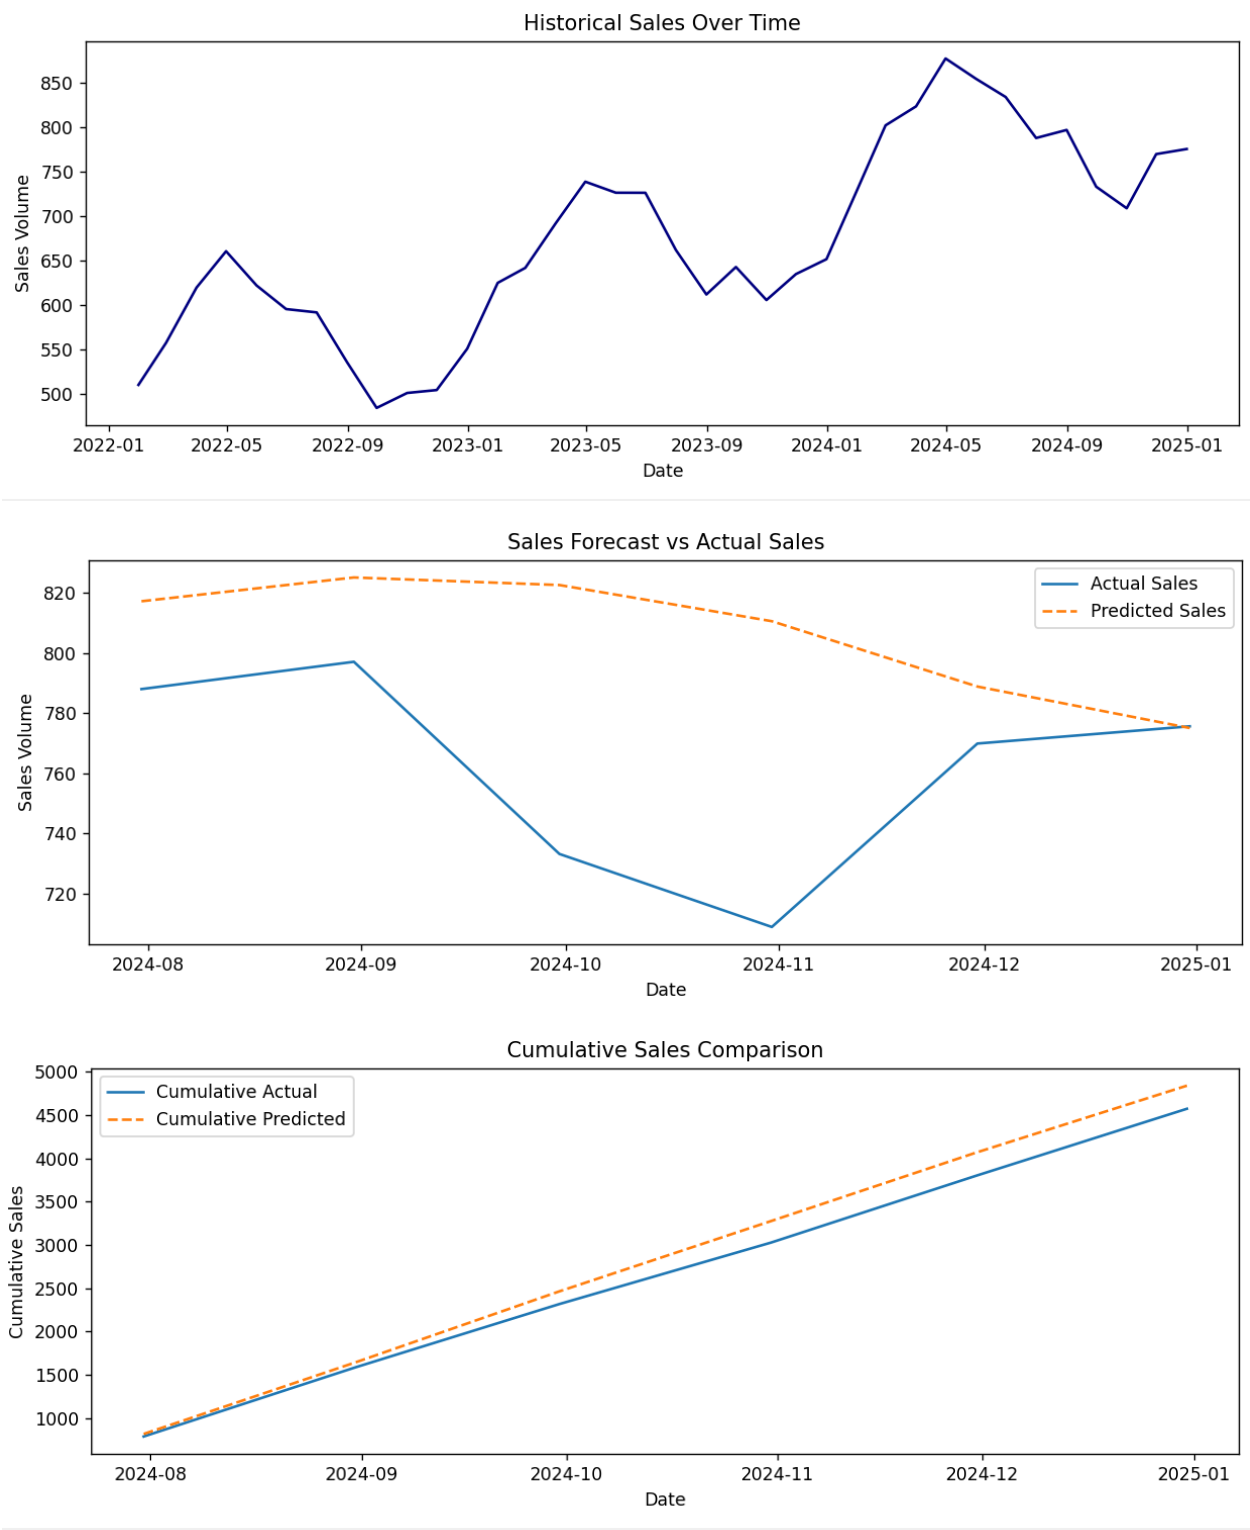 Historical Sales Over Time
Sales Volume
850
800
750
700
650
600
550
500
2022-01 2022-05 2022-09 2023-01 2023-05 2023-09 2024-01 2024-05 2024-09 2025-01
Date
Sales Forecast vs Actual Sales
Actual Sales
Predicted Sales
Sales Volume
820
800
780
760
740
720
2024-08 2024-09 2024-10 2024-11 2024-12 2025-01
Date
Cumulative Sales Comparison
Cumulative Actual
Cumulative Predicted
Cumulative Sales
5000
4500
4000
3500
3000
2500
2000
1500
1000
2024-08 2024-09 2024-10 2024-11 2024-12 2025-01
Date